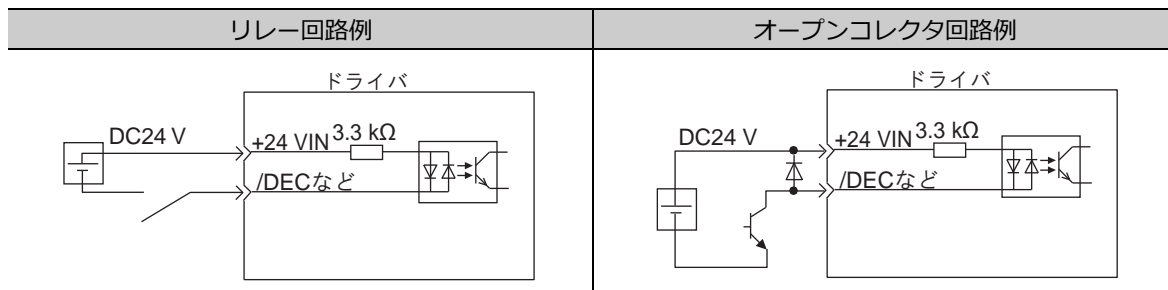 リレー回路例
オープンコレクタ回路例
ドライバ
DC24 V
+24 VIN
3.3 kΩ
/DECなど
ドライバ
DC24 V
+24 VIN
3.3 kΩ
/DECなど